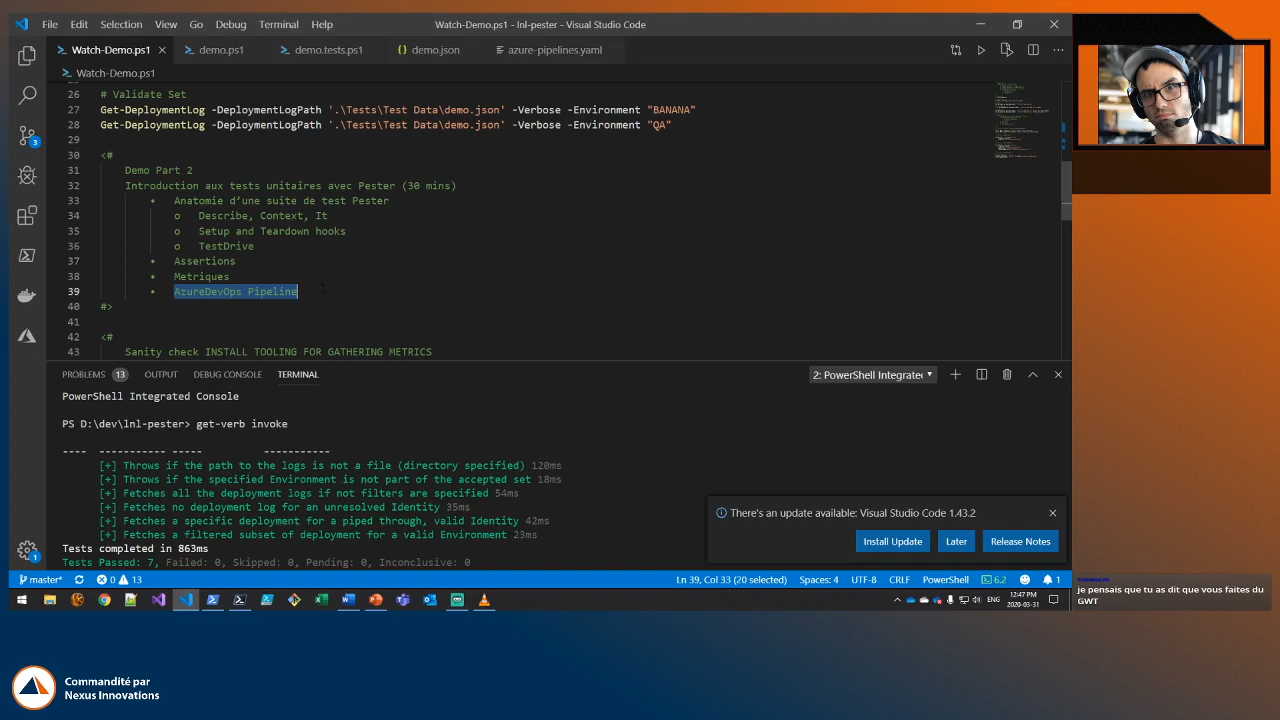 File Edit Selection View Go Debug Terminal Help
Watch-Demo.ps1 - lnl-pester - Visual Studio Code
Watch-Demo.ps1
demo.ps1
demo.tests.ps1
demo.json
azure-pipelines.yaml
Watch-Demo.ps1
26 # Validate Set
27 Get-DeploymentLog -DeploymentLogPath '.\Tests\Test Data\demo.json' -Verbose -Environment "BANANA"
28 Get-DeploymentLog -DeploymentLogPath '.\Tests\Test Data\demo.json' -Verbose -Environment "QA"
29
30 <#
31 Demo Part 2
32 Introduction aux tests unitaires avec Pester (30 mins)
33 • Anatomie d’une suite de test Pester
34 o Describe, Context, It
35 o Setup and Teardown hooks
36 o TestDrive
37 • Assertions
38 • Metriques
39 • AzureDevOps Pipeline
40 #>
41
42 <#
43 Sanity check INSTALL TOOLING FOR GATHERING METRICS
3
1
PROBLEMS 13 OUTPUT DEBUG CONSOLE TERMINAL
2: PowerShell Integrated
PowerShell Integrated Console
PS D:\dev\lnl-pester> get-verb invoke
---- ----------- ----- -----------
[+] Throws if the path to the logs is not a file (directory specified) 120ms
[+] Throws if the specified Environment is not part of the accepted set 18ms
[+] Fetches all the deployment logs if not filters are specified 54ms
[+] Fetches no deployment log for an unresolved Identity 35ms
[+] Fetches a specific deployment for a piped through, valid Identity 42ms
[+] Fetches a filtered subset of deployment for a valid Environment 23ms
Tests completed in 863ms
Tests Passed: 7, Failed: 0, Skipped: 0, Pending: 0, Inconclusive: 0
There's an update available: Visual Studio Code 1.43.2
Install Update
Later
Release Notes
master* 0 13
Ln 39, Col 33 (20 selected) Spaces: 4 UTF-8 CRLF PowerShell 6.2 1
ENG
12:47 PM
2020-03-31
je pensais que tu as dit que vous faites du
GWT
Commandité par
Nexus Innovations